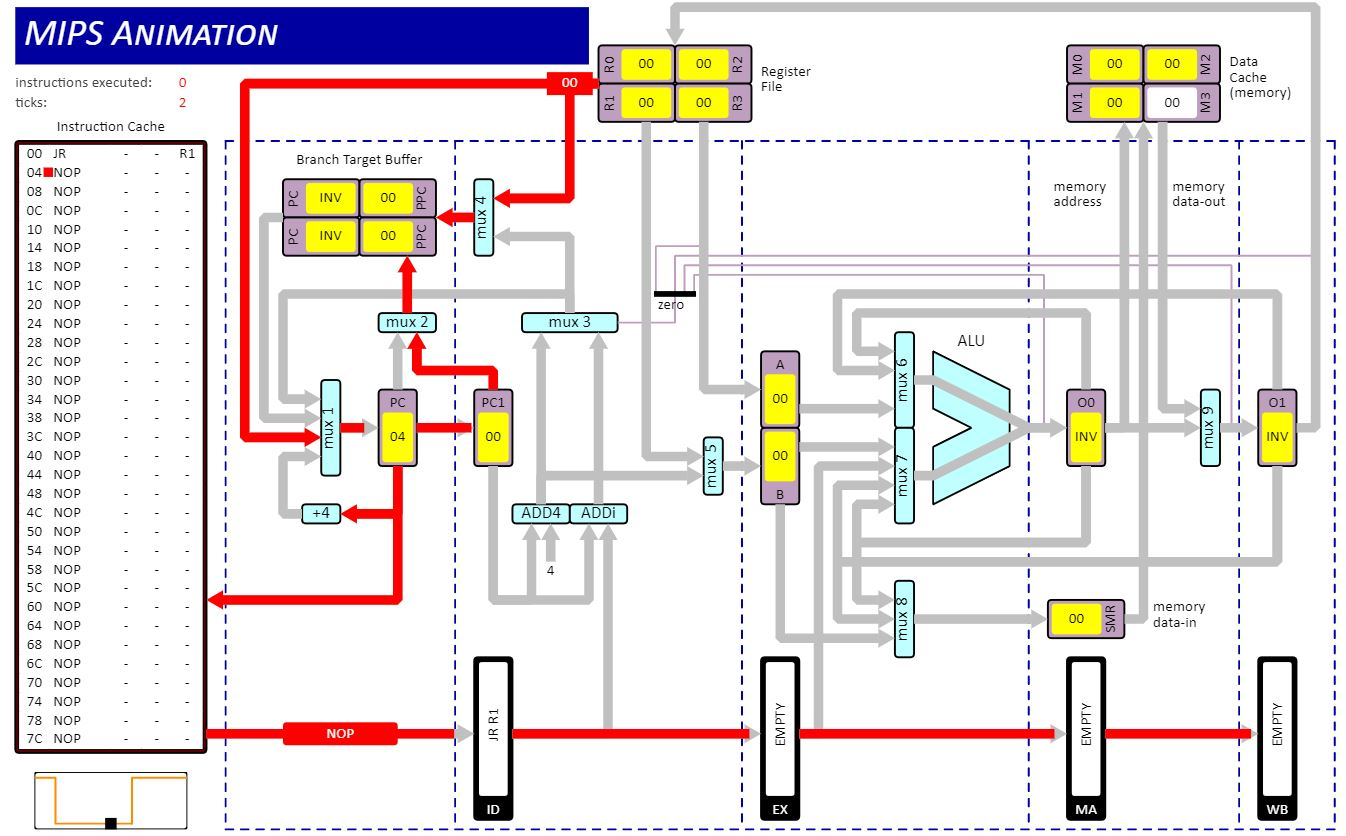 MIPS ANIMATION
instructions executed: 0
ticks: 2
Instruction Cache
00 JR - - R1
04 NOP - - -
08 NOP - - -
0C NOP - - -
10 NOP - - -
14 NOP - - -
18 NOP - - -
1C NOP - - -
20 NOP - - -
24 NOP - - -
28 NOP - - -
2C NOP - - -
30 NOP - - -
34 NOP - - -
38 NOP - - -
3C NOP - - -
40 NOP - - -
44 NOP - - -
48 NOP - - -
4C NOP - - -
50 NOP - - -
54 NOP - - -
58 NOP - - -
5C NOP - - -
60 NOP - - -
64 NOP - - -
68 NOP - - -
6C NOP - - -
70 NOP - - -
74 NOP - - -
78 NOP - - -
7C NOP - - -
00
R0 00 00 R2
R1 00 00 R3
Register
File
M0 00 00 M2
M1 00 00 M3
Data
Cache
(memory)
Branch Target Buffer
PC INV 00 PPC
PC INV 00 PPC
mux 4
memory
address
memory
data-out
zero
mux 2
mux 3
mux 1
PC
04
PC1
00
+4
ADD4
ADDi
4
mux 5
A
00
00
B
mux 6
mux 7
ALU
mux 8
O0
INV
mux 9
O1
INV
00 SMR
memory
data-in
NOP
JR R1
ID
EMPTY
EX
EMPTY
MA
EMPTY
WB